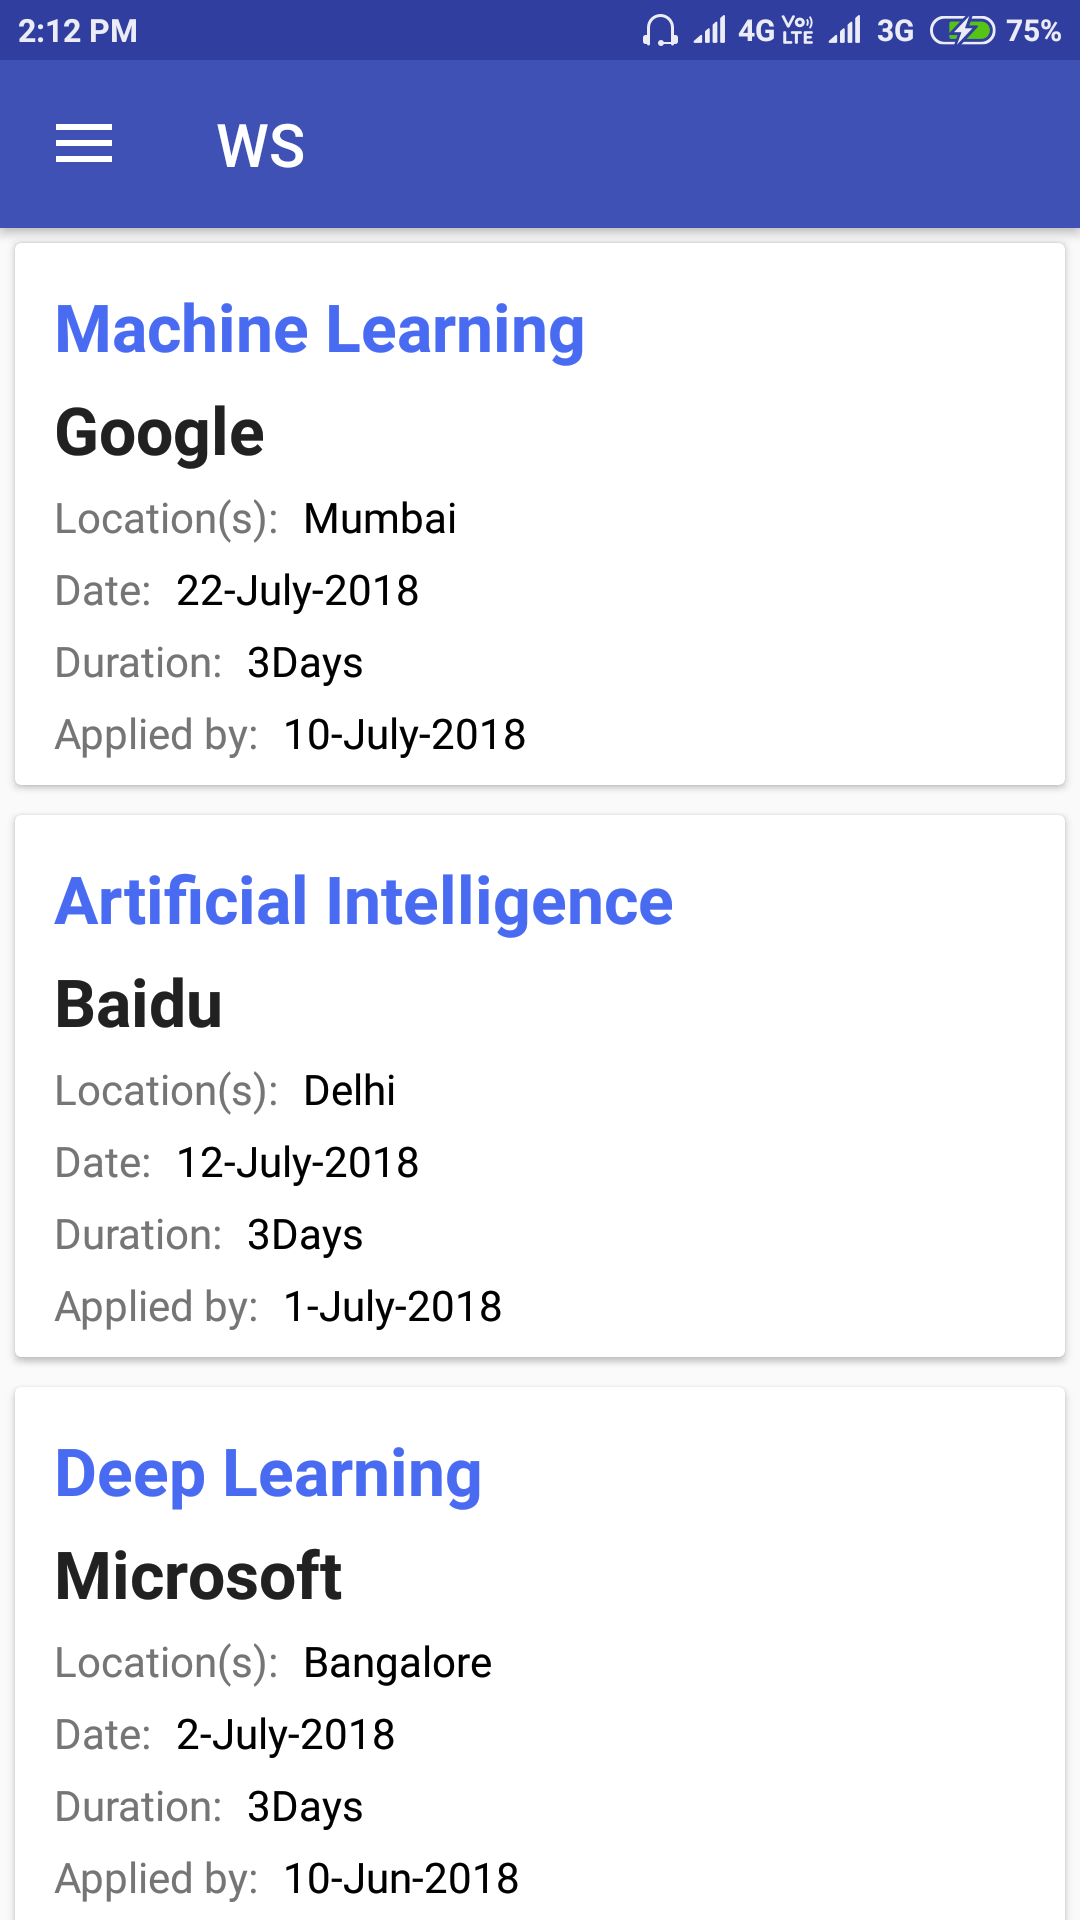 2:12 PM 4G VoLTE 3G 75%
WS
Machine Learning
Google
Location(s): Mumbai
Date: 22-July-2018
Duration: 3Days
Applied by: 10-July-2018
Artificial Intelligence
Baidu
Location(s): Delhi
Date: 12-July-2018
Duration: 3Days
Applied by: 1-July-2018
Deep Learning
Microsoft
Location(s): Bangalore
Date: 2-July-2018
Duration: 3Days
Applied by: 10-Jun-2018